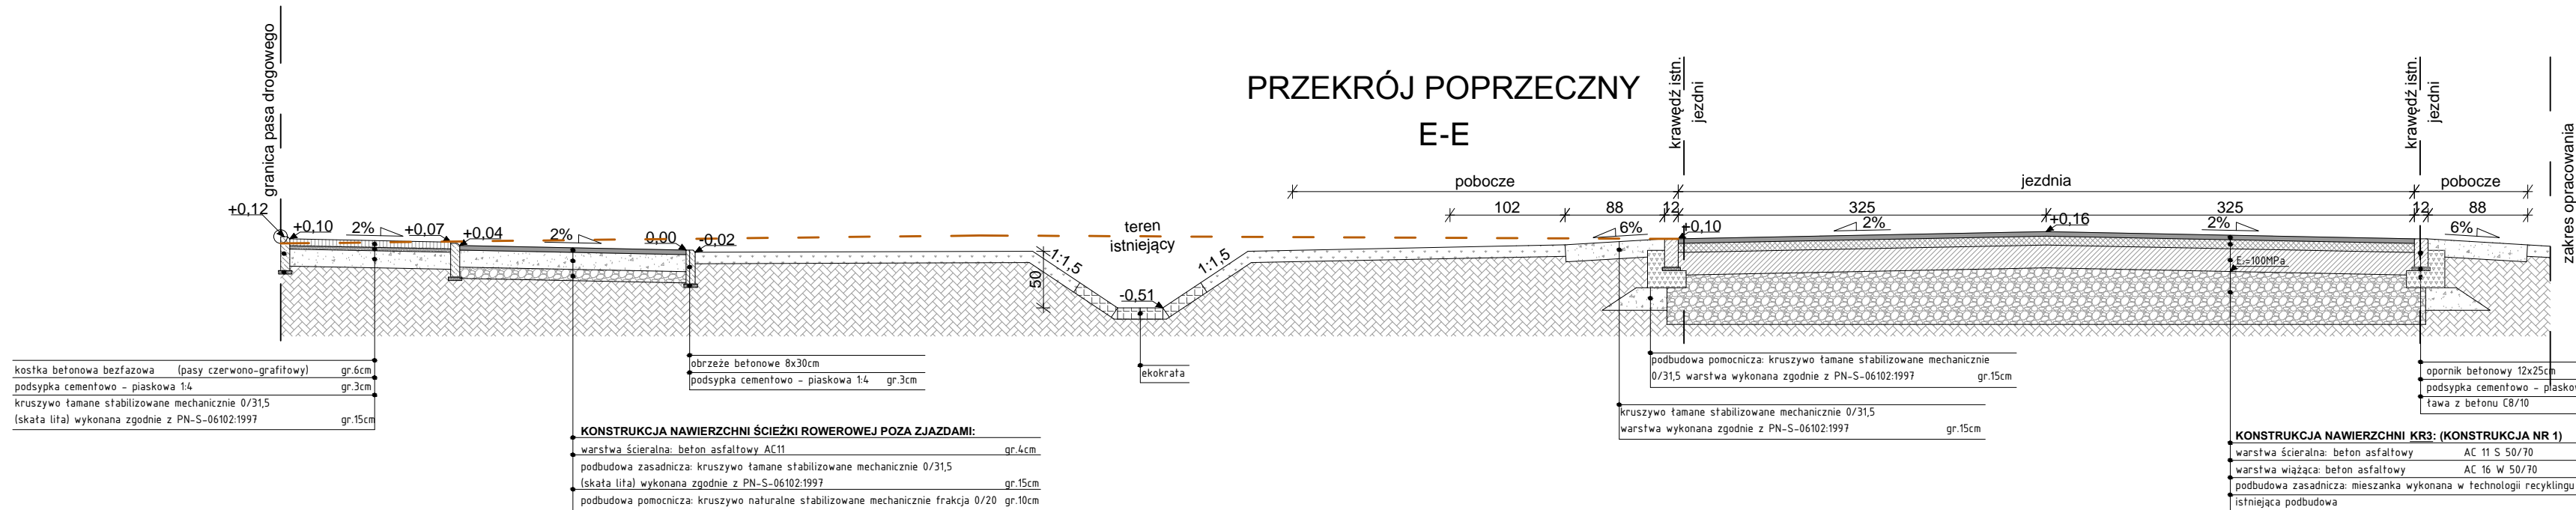 PRZEKRÓJ POPRZECZNY
E-E
granica pasa drogowego
krawędź istn.
jezdni
krawędź istn.
jezdni
zakres opracowania
pobocze
jezdnia
pobocze
102
88
12
325
325
12
88
+0,12
+0,10
2%
+0,07
+0,04
2%
0,00
-0,02
teren
istniejący
1:1,5
50
-0,51
1:1,5
6%
+0,10
2%
+0,16
2%
6%
E₂=100MPa
kostka betonowa bezfazowa (pasy czerwono-grafitowy) gr.6cm
podsypka cementowo - piaskowa 1:4 gr.3cm
kruszywo łamane stabilizowane mechanicznie 0/31,5
(skała lita) wykonana zgodnie z PN-S-06102:1997 gr.15cm
obrzeże betonowe 8x30cm
podsypka cementowo - piaskowa 1:4 gr.3cm
KONSTRUKCJA NAWIERZCHNI ŚCIEŻKI ROWEROWEJ POZA ZJAZDAMI:
warstwa ścieralna: beton asfaltowy AC11 gr.4cm
podbudowa zasadnicza: kruszywo łamane stabilizowane mechanicznie 0/31,5
(skała lita) wykonana zgodnie z PN-S-06102:1997 gr.15cm
podbudowa pomocnicza: kruszywo naturalne stabilizowane mechanicznie frakcja 0/20 gr.10cm
ekokrata
podbudowa pomocnicza: kruszywo łamane stabilizowane mechanicznie
0/31,5 warstwa wykonana zgodnie z PN-S-06102:1997 gr.15cm
kruszywo łamane stabilizowane mechanicznie 0/31,5
warstwa wykonana zgodnie z PN-S-06102:1997 gr.15cm
opornik betonowy 12x25cm
podsypka cementowo - piasko
ława z betonu C8/10
KONSTRUKCJA NAWIERZCHNI KR3: (KONSTRUKCJA NR 1)
warstwa ścieralna: beton asfaltowy AC 11 S 50/70
warstwa wiążąca: beton asfaltowy AC 16 W 50/70
podbudowa zasadnicza: mieszanka wykonana w technologii recyklingu
istniejąca podbudowa